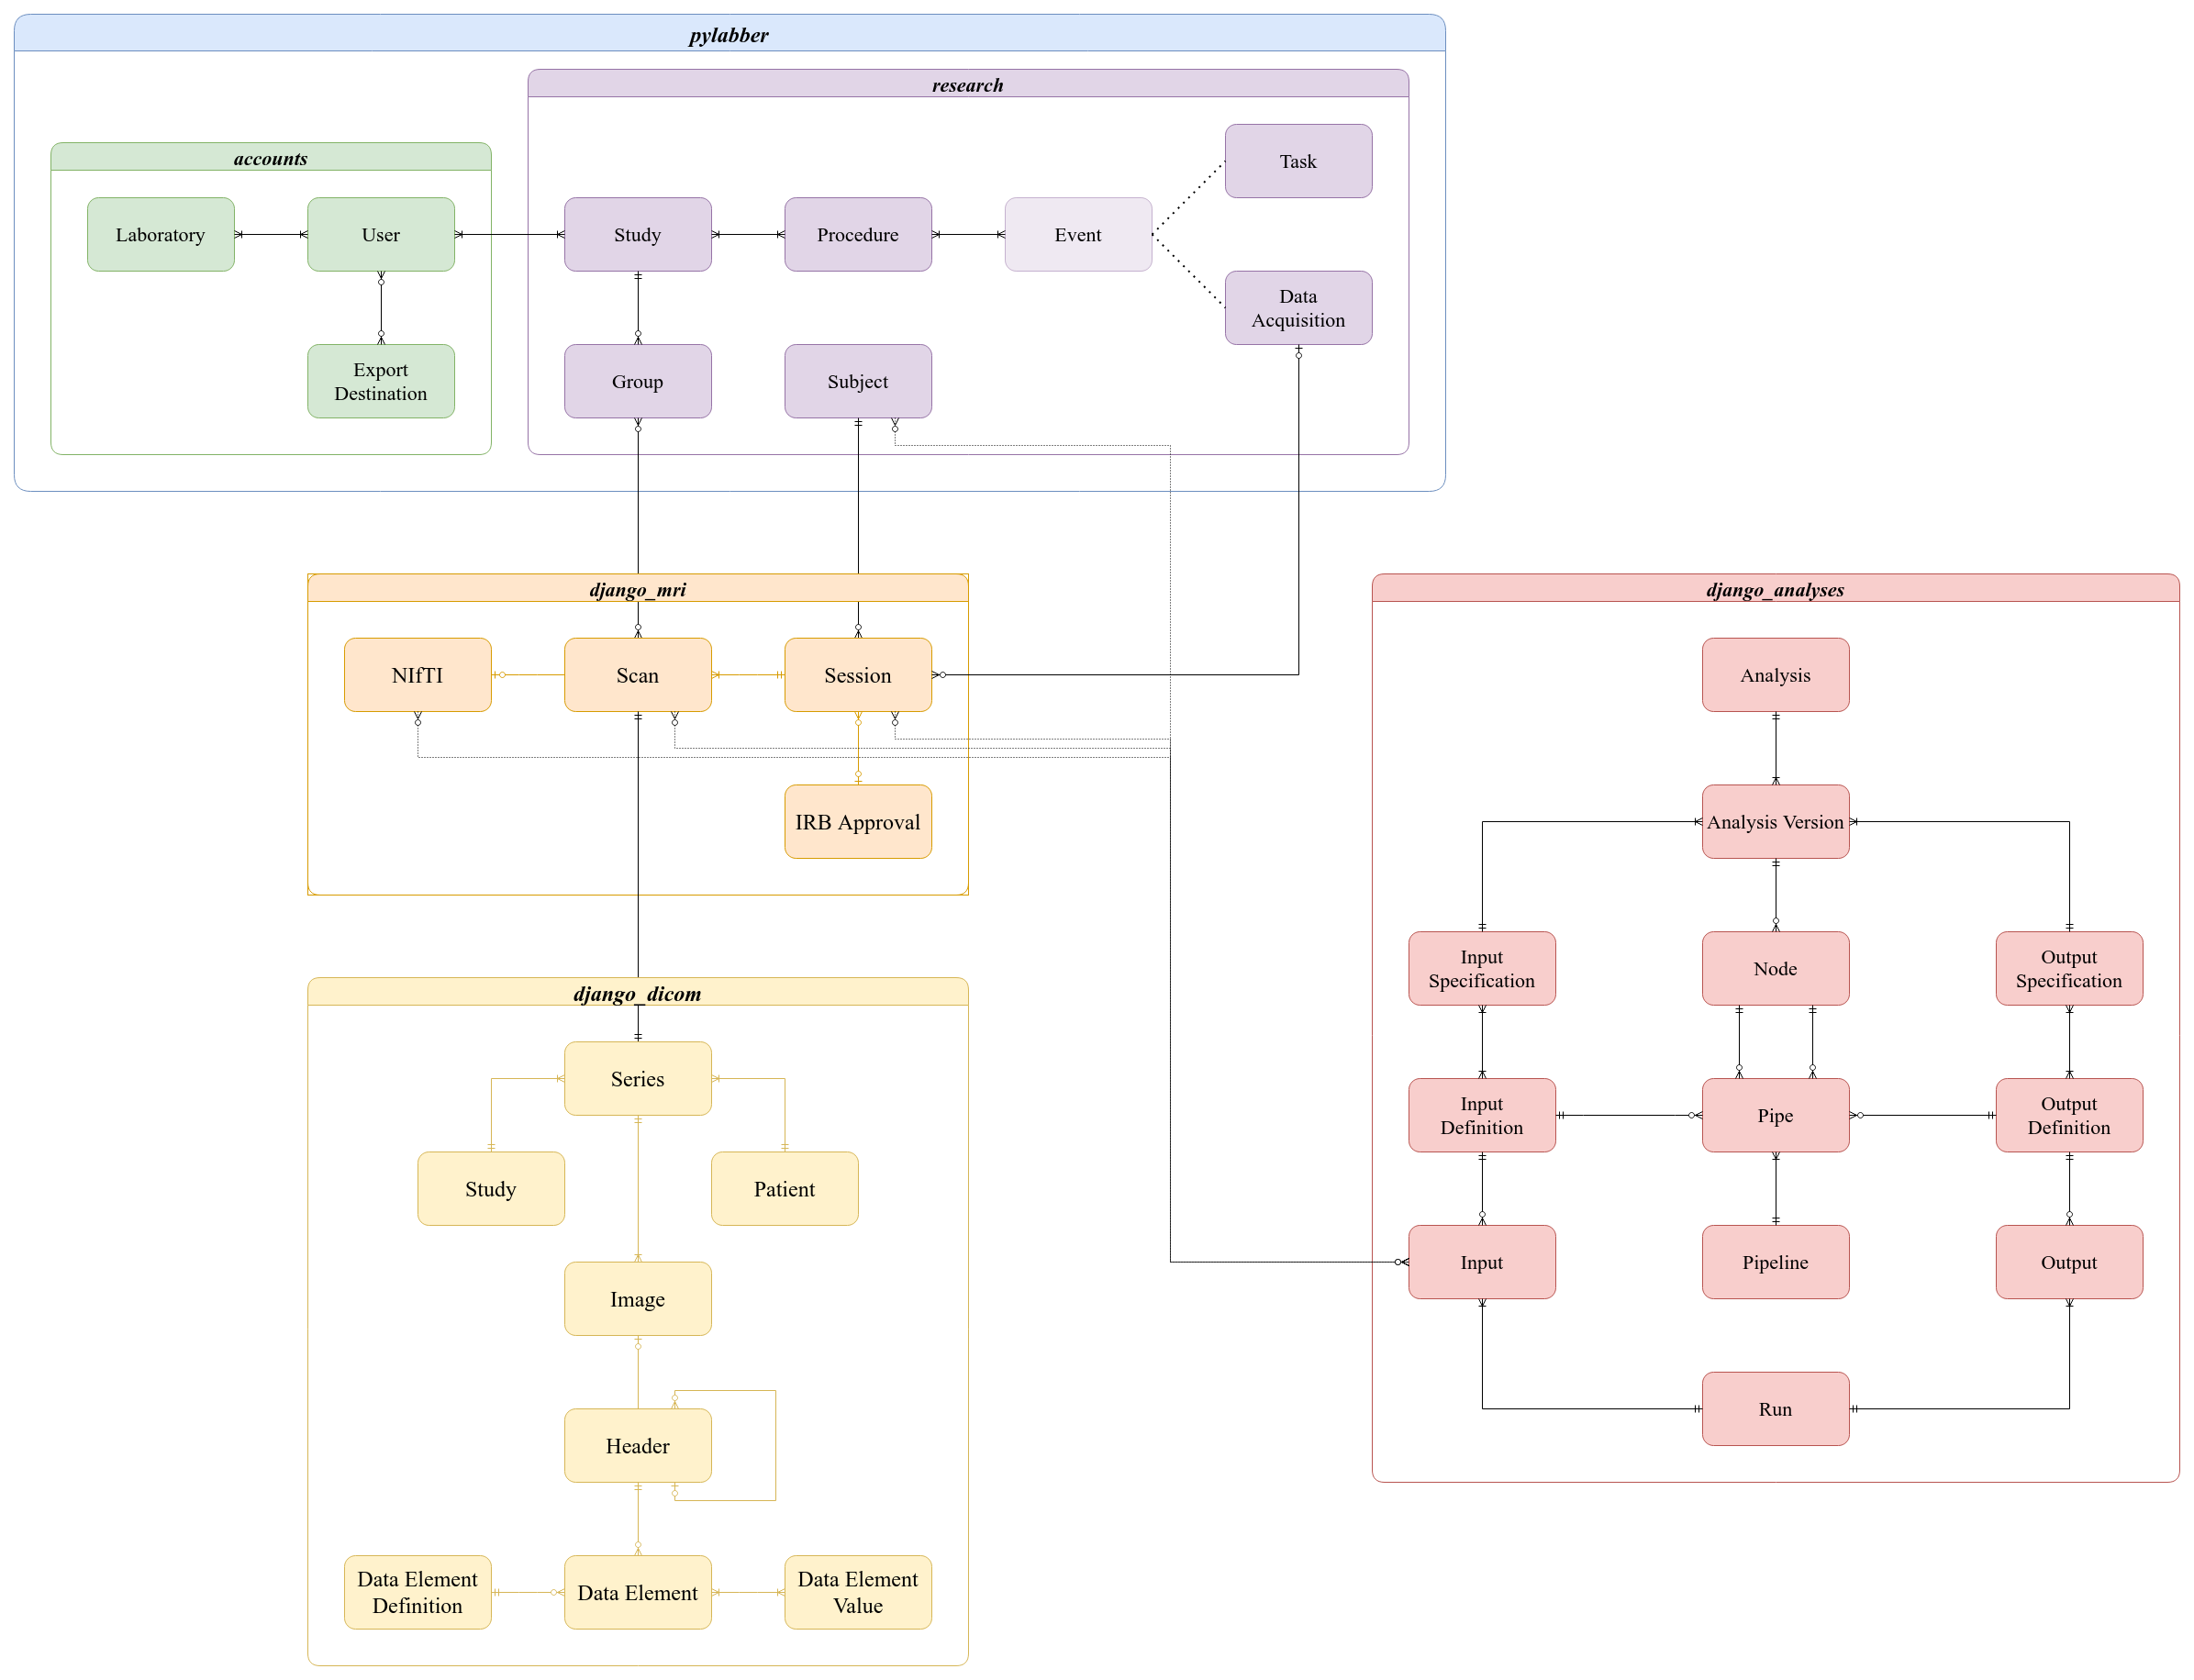 pylabber
research
accounts
Task
Laboratory
User
Study
Procedure
Event
Data
Acquisition
Export
Destination
Group
Subject
django_mri
django_analyses
NIfTI
Scan
Session
Analysis
IRB Approval
Analysis Version
Input
Specification
Node
Output
Specification
django_dicom
Series
Input
Definition
Pipe
Output
Definition
Study
Patient
Image
Input
Pipeline
Output
Header
Run
Data Element
Definition
Data Element
Data Element
Value